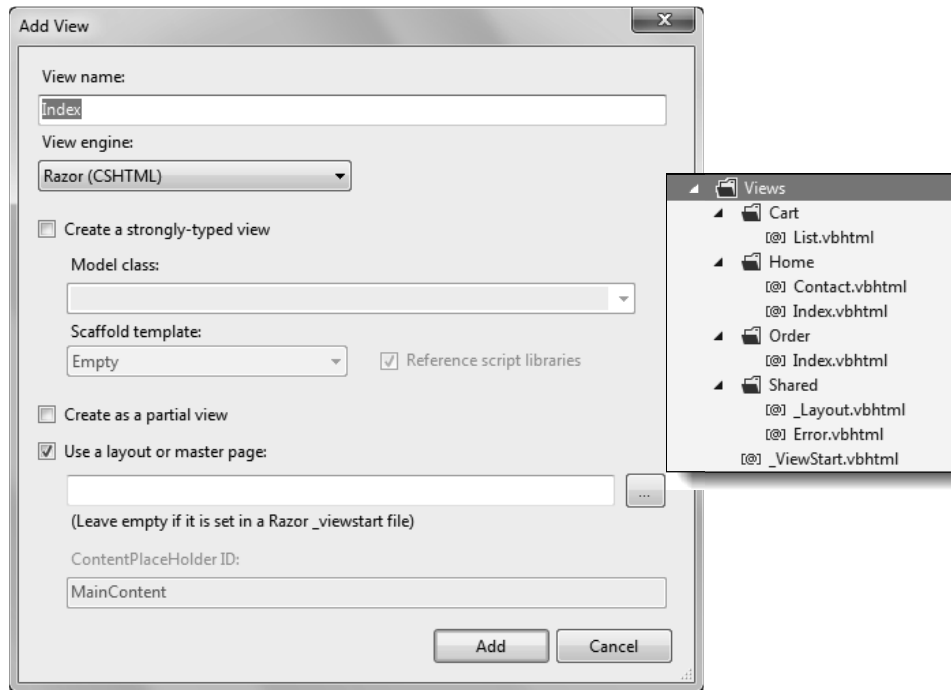 Add View
View name:
Index
View engine:
Razor (CSHTML)
Create a strongly-typed view
Model class:
Scaffold template:
Empty
Reference script libraries
Create as a partial view
Use a layout or master page:
...
(Leave empty if it is set in a Razor _viewstart file)
ContentPlaceHolder ID:
MainContent
Add
Cancel
Views
Cart
[@] List.vbhtml
Home
[@] Contact.vbhtml
[@] Index.vbhtml
Order
[@] Index.vbhtml
Shared
[@] _Layout.vbhtml
[@] Error.vbhtml
[@] _ViewStart.vbhtml